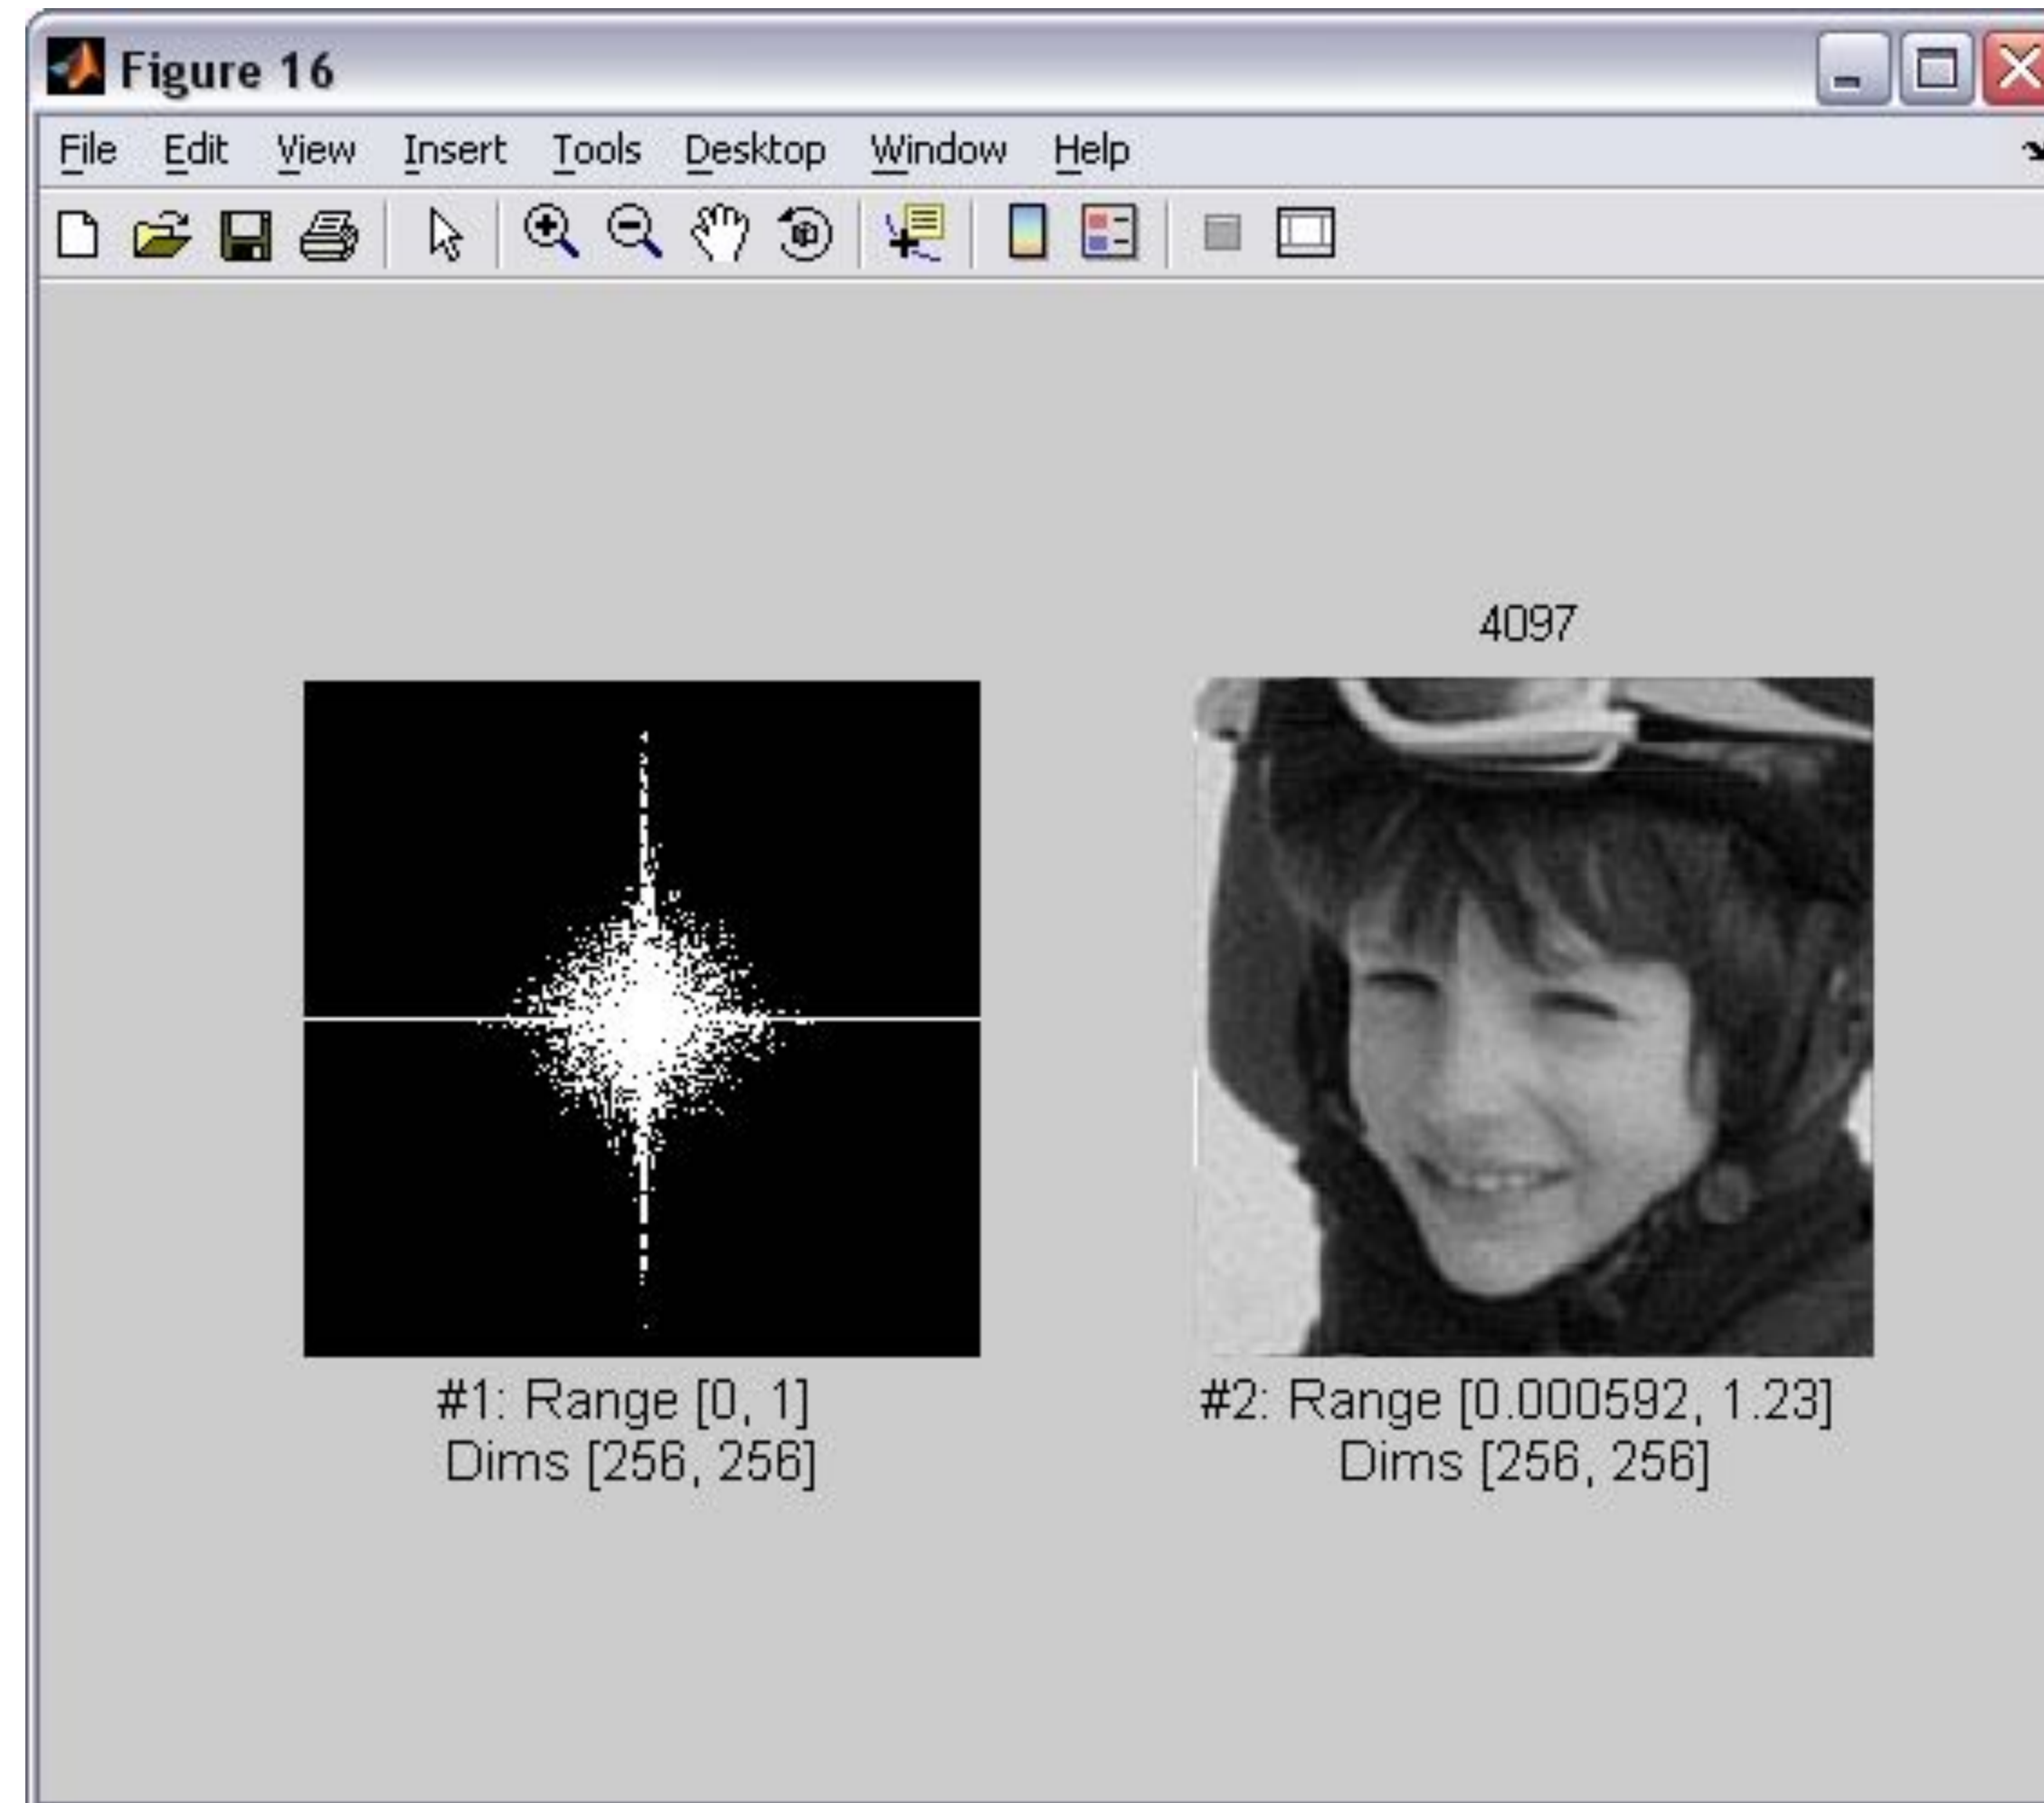 Figure 16
File Edit View Insert Tools Desktop Window Help
4097
#1: Range [0, 1]
Dims [256, 256]
#2: Range [0.000592, 1.23]
Dims [256, 256]